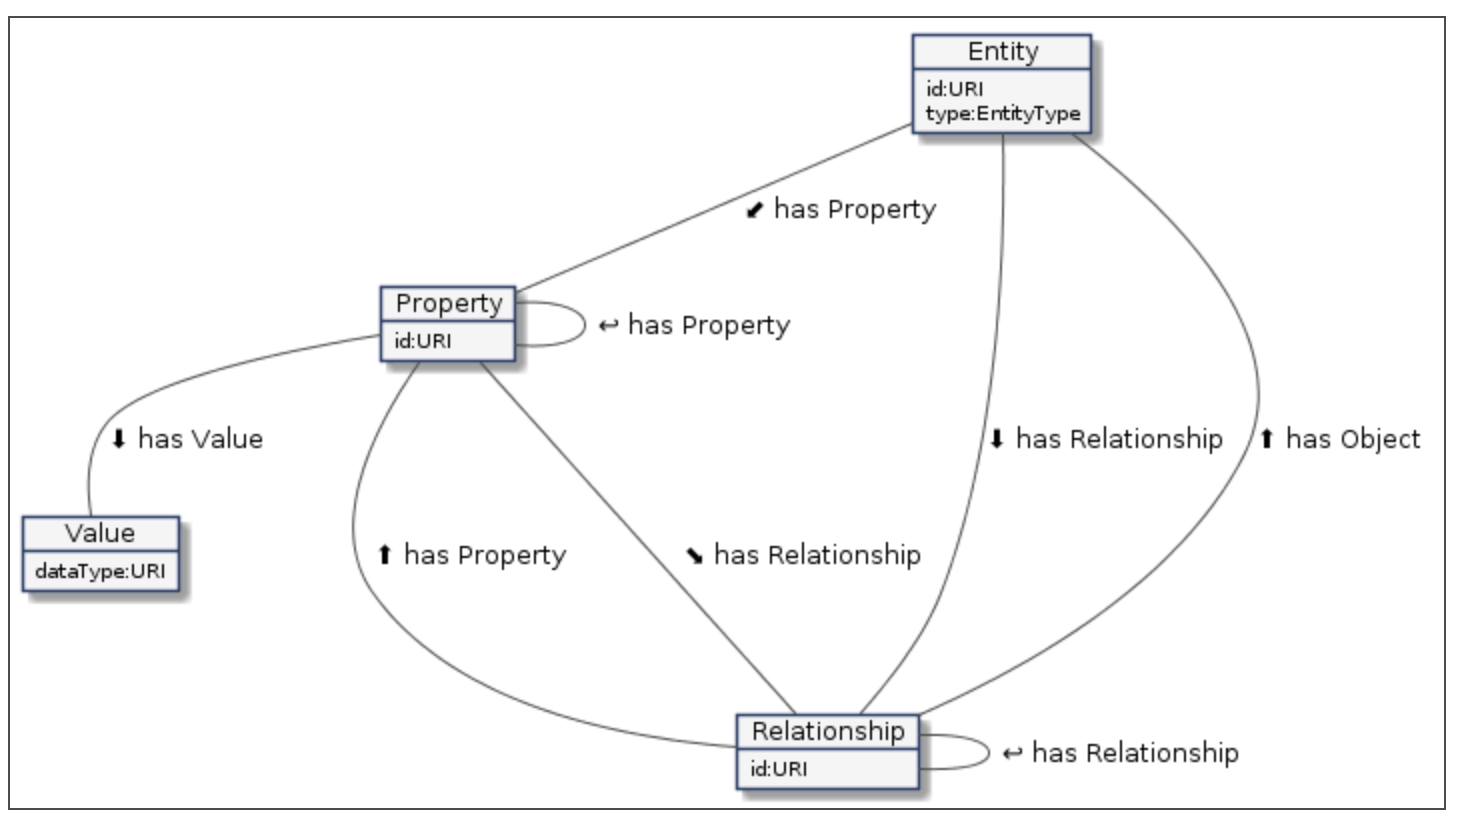 Entity
id:URI
type:EntityType
⬋ has Property
Property
id:URI
↩ has Property
⬇ has Value
⬇ has Relationship
⬆ has Object
Value
dataType:URI
⬆ has Property
⬊ has Relationship
Relationship
id:URI
↩ has Relationship